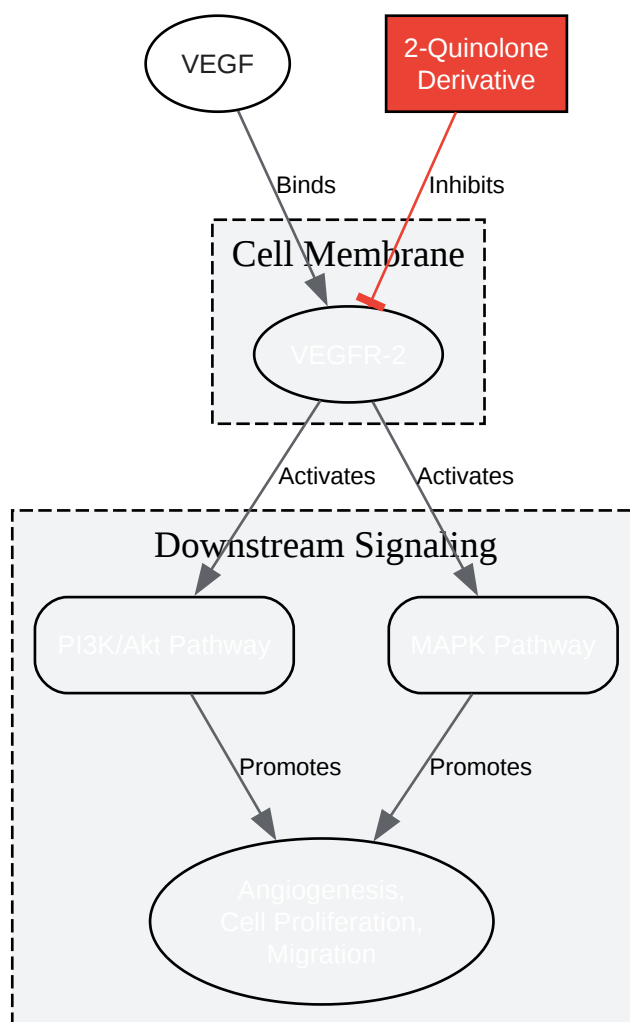 VEGF
2-Quinolone
Derivative
Binds
Inhibits
Cell Membrane
VEGFR-2
Activates
Activates
Downstream Signaling
PI3K/Akt Pathway
MAPK Pathway
Promotes
Promotes
Angiogenesis,
Cell Proliferation,
Migration